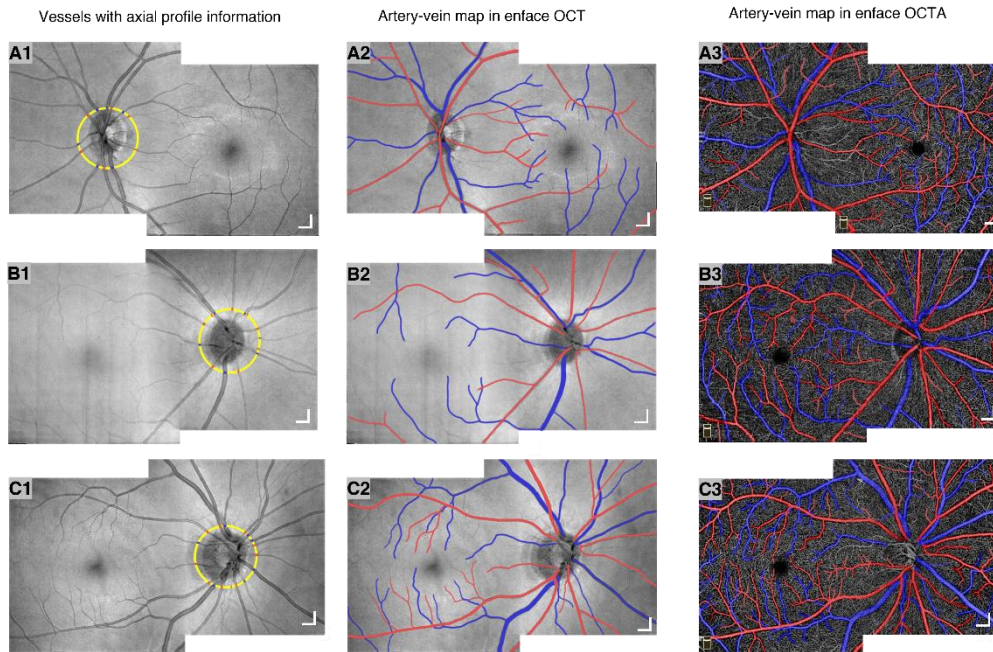 Vessels with axial profile information
Artery-vein map in enface OCT
Artery-vein map in enface OCTA
A1
A2
A3
B1
B2
B3
C1
C2
C3